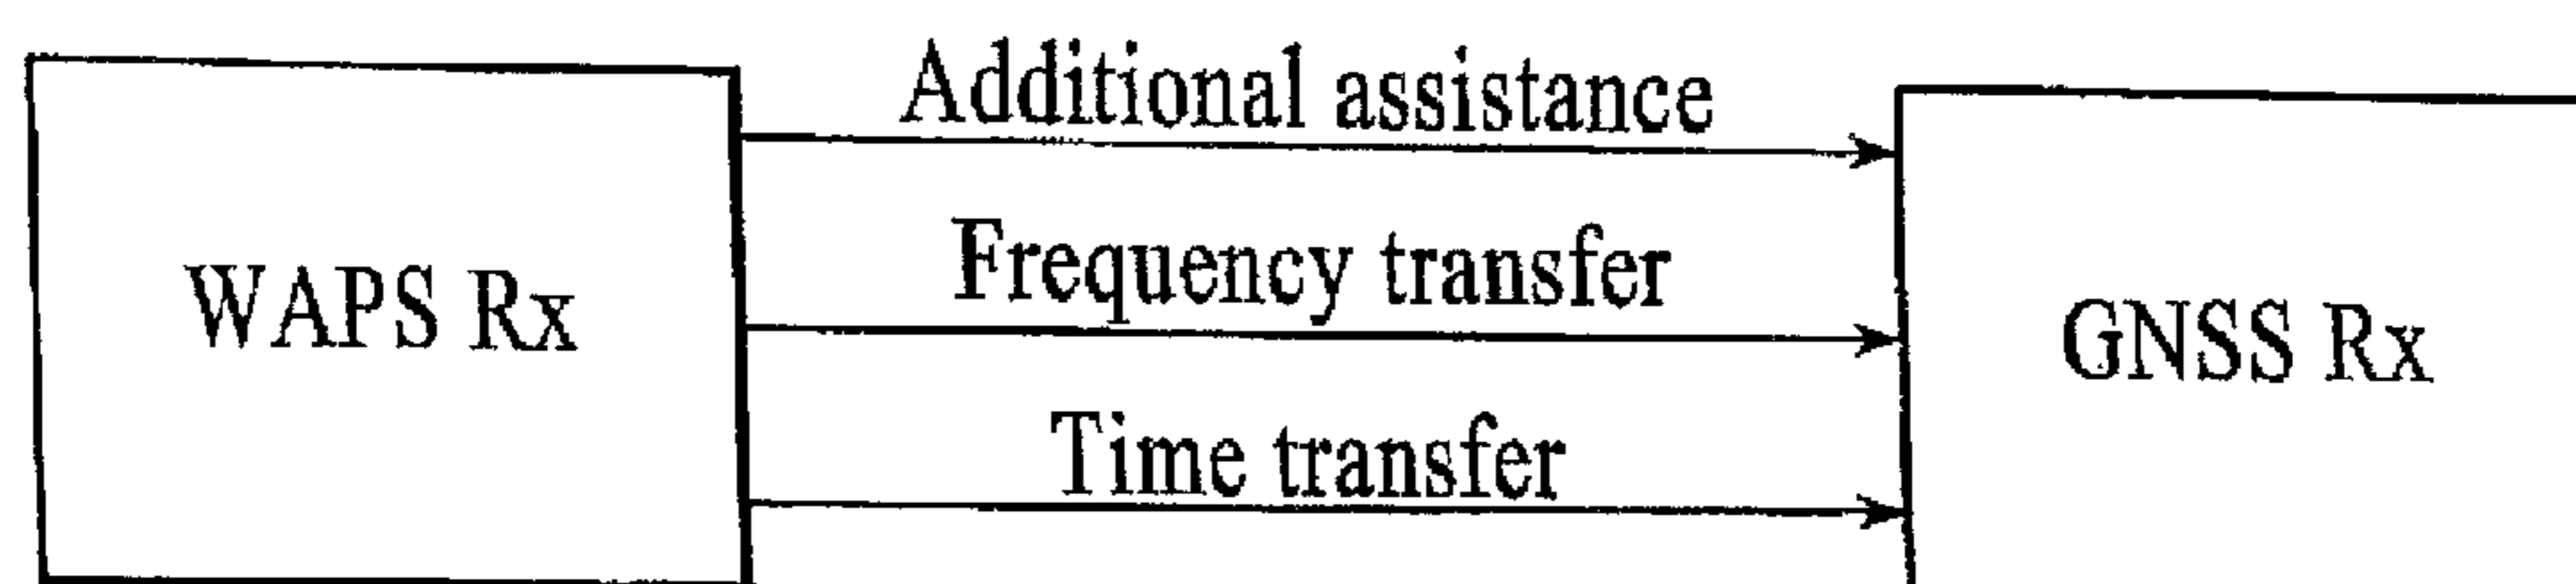 Additional assistance
Frequency transfer
WAPS Rx
GNSS Rx
Time transfer